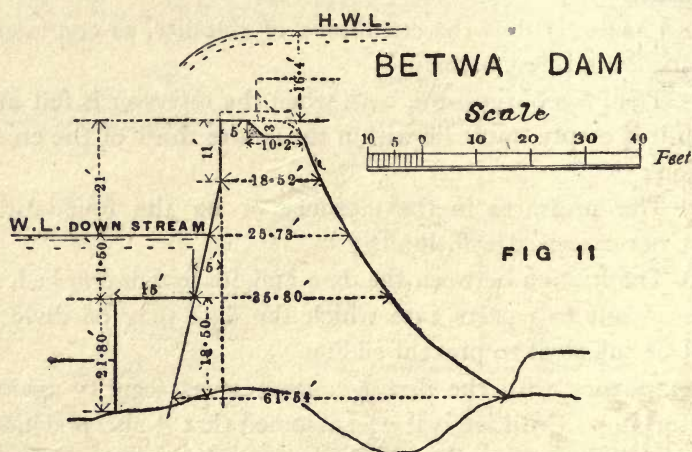 H.W.L.
16·4
BETWA DAM
Scale
10 5 0 10 20 30 40
Feet
5'
3
10·2
11'
21'
18·52'
W.L. DOWN STREAM
25·73'
FIG 11
11·50'
5'
15'
35·80'
18·50'
21·80'
61·54'